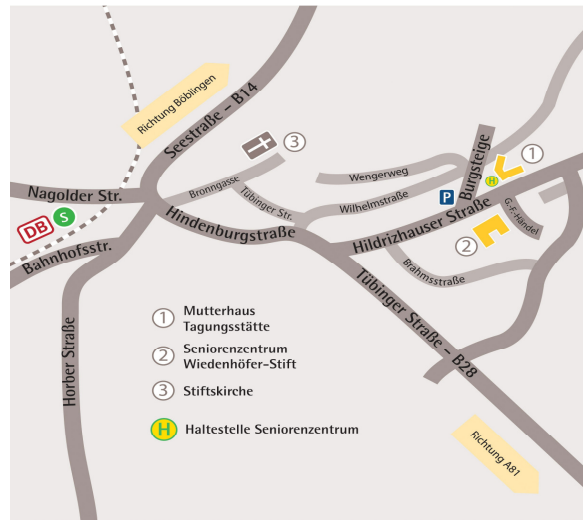 Richtung Böblingen
Seestraße – B14
3
Burgsteige
1
Wengerweg
H
Nagolder Str.
Bronngasse
Tübinger Str.
Wilhelmstraße
P
S
DB
Hindenburgstraße
Hildrizhauser Straße
G.-F.-Händel
Bahnhofsstr.
2
Brahmsstraße
Horber Straße
Tübinger Straße – B28
1 Mutterhaus
Tagungsstätte
2 Seniorenzentrum
Wiedenhöfer-Stift
3 Stiftskirche
H Haltestelle Seniorenzentrum
Richtung A81